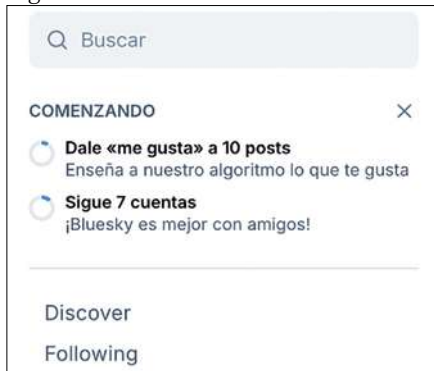 Buscar
COMENZANDO
Dale «me gusta» a 10 posts
Enseña a nuestro algoritmo lo que te gusta
Sigue 7 cuentas
¡Bluesky es mejor con amigos!
Discover
Following